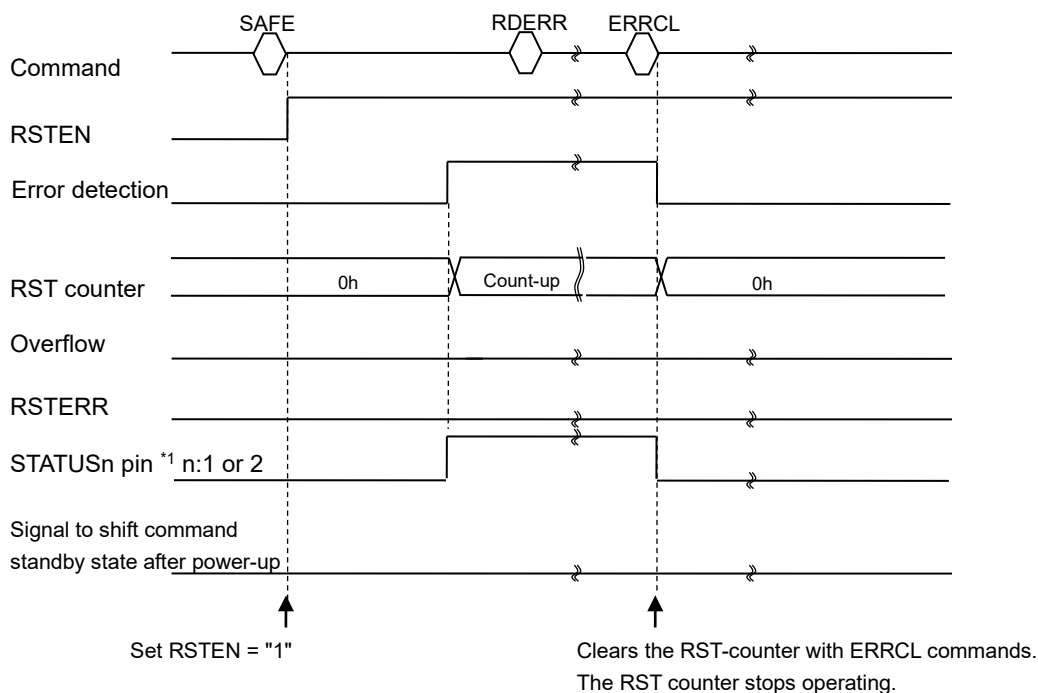 SAFE RDERR ERRCL
Command
RSTEN
Error detection
RST counter 0h Count-up 0h
Overflow
RSTERR
STATUSn pin *1 n:1 or 2
Signal to shift command
standby state after power-up
Set RSTEN = "1"
Clears the RST-counter with ERRCL commands.
The RST counter stops operating.